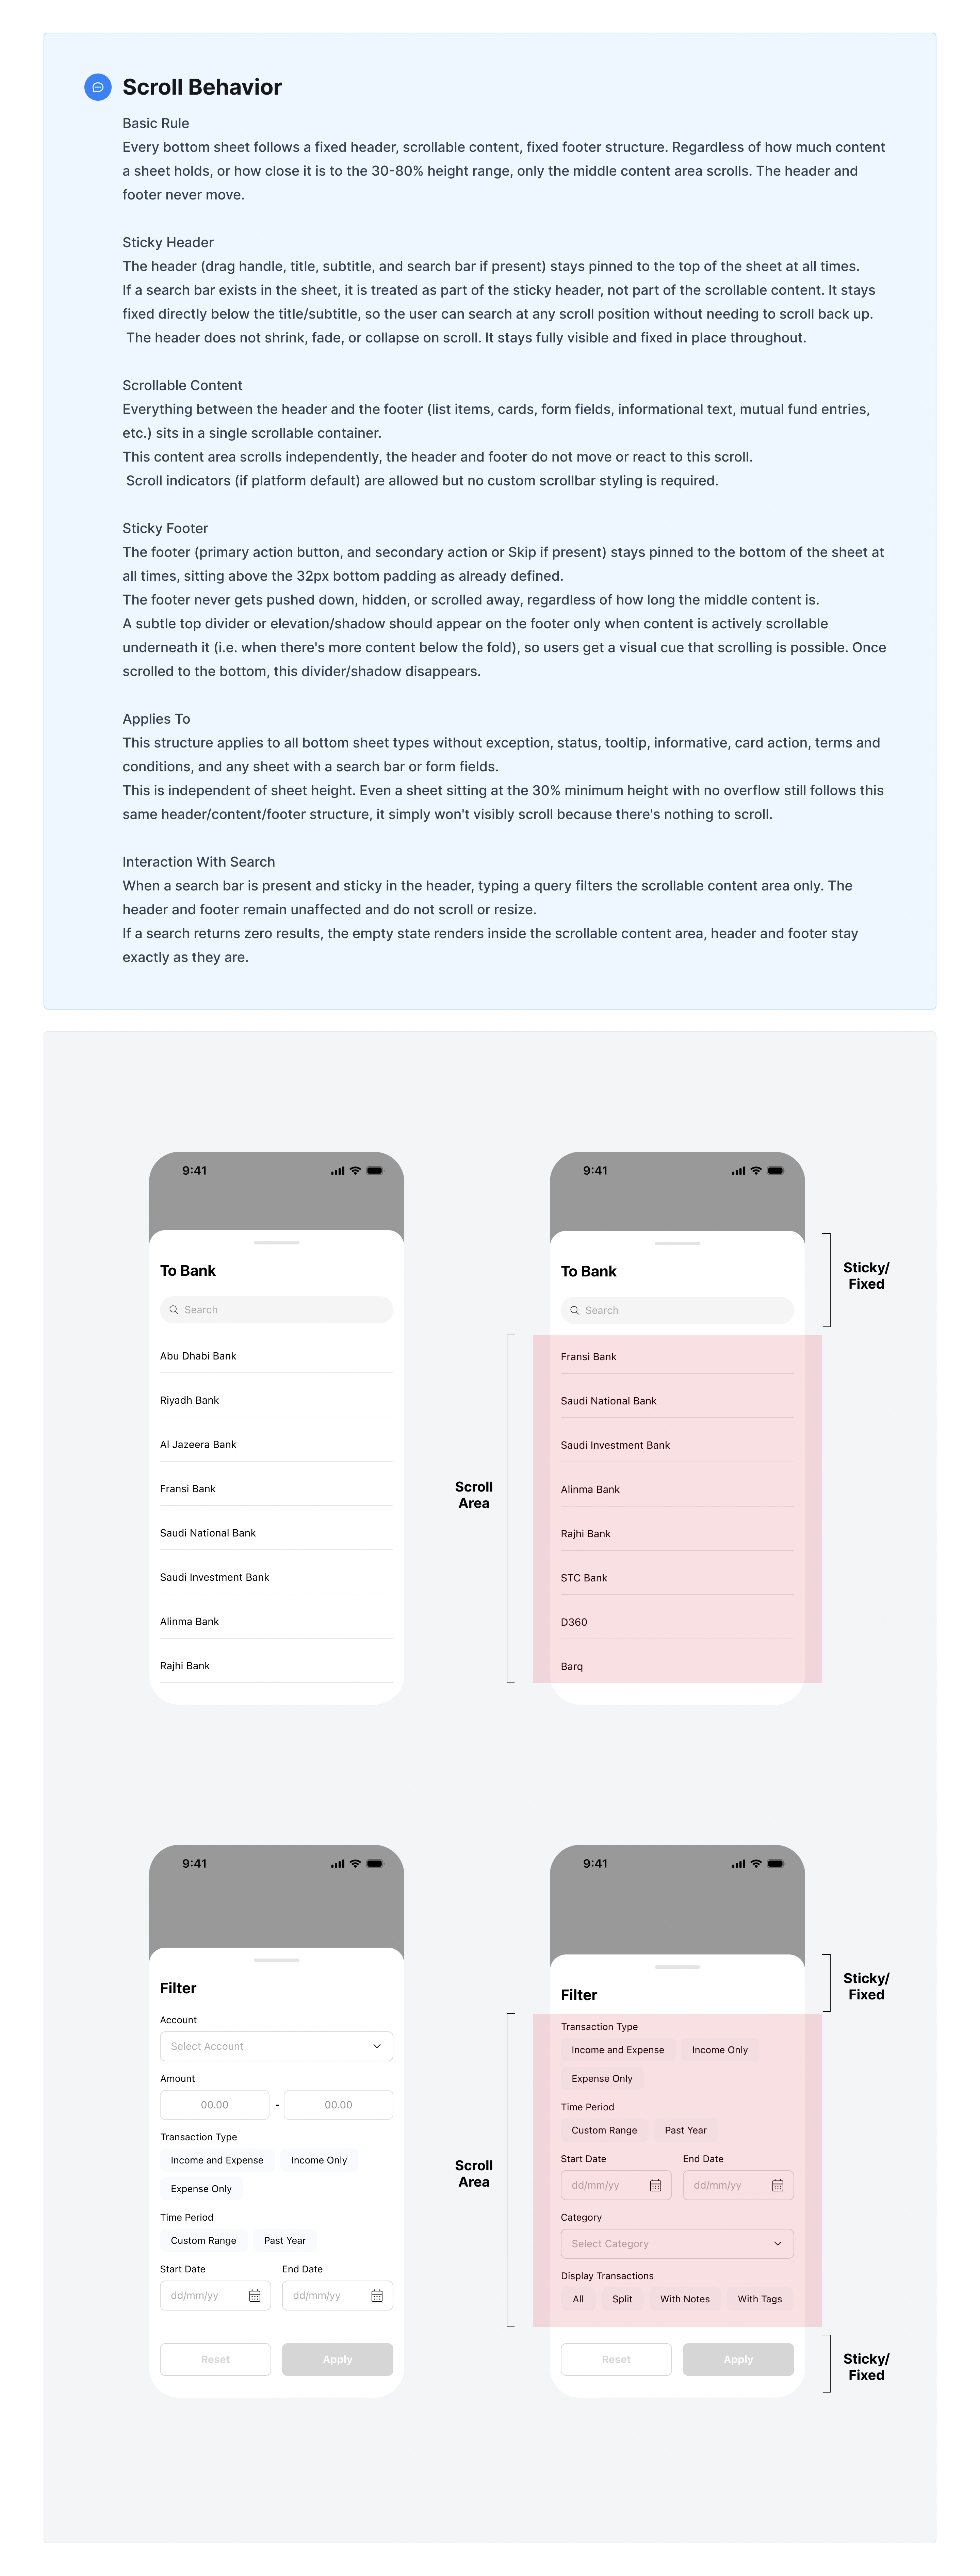 Scroll Behavior
Basic Rule
Every bottom sheet follows a fixed header, scrollable content, fixed footer structure. Regardless of how much content
a sheet holds, or how close it is to the 30-80% height range, only the middle content area scrolls. The header and
footer never move.
Sticky Header
The header (drag handle, title, subtitle, and search bar if present) stays pinned to the top of the sheet at all times.
If a search bar exists in the sheet, it is treated as part of the sticky header, not part of the scrollable content. It stays
fixed directly below the title/subtitle, so the user can search at any scroll position without needing to scroll back up.
The header does not shrink, fade, or collapse on scroll. It stays fully visible and fixed in place throughout.
Scrollable Content
Everything between the header and the footer (list items, cards, form fields, informational text, mutual fund entries,
etc.) sits in a single scrollable container.
This content area scrolls independently, the header and footer do not move or react to this scroll.
Scroll indicators (if platform default) are allowed but no custom scrollbar styling is required.
Sticky Footer
The footer (primary action button, and secondary action or Skip if present) stays pinned to the bottom of the sheet at
all times, sitting above the 32px bottom padding as already defined.
The footer never gets pushed down, hidden, or scrolled away, regardless of how long the middle content is.
A subtle top divider or elevation/shadow should appear on the footer only when content is actively scrollable
underneath it (i.e. when there's more content below the fold), so users get a visual cue that scrolling is possible. Once
scrolled to the bottom, this divider/shadow disappears.
Applies To
This structure applies to all bottom sheet types without exception, status, tooltip, informative, card action, terms and
conditions, and any sheet with a search bar or form fields.
This is independent of sheet height. Even a sheet sitting at the 30% minimum height with no overflow still follows this
same header/content/footer structure, it simply won't visibly scroll because there's nothing to scroll.
Interaction With Search
When a search bar is present and sticky in the header, typing a query filters the scrollable content area only. The
header and footer remain unaffected and do not scroll or resize.
If a search returns zero results, the empty state renders inside the scrollable content area, header and footer stay
exactly as they are.
9:41
To Bank
Search
Abu Dhabi Bank
Riyadh Bank
Al Jazeera Bank
Fransi Bank
Saudi National Bank
Saudi Investment Bank
Alinma Bank
Rajhi Bank
9:41
To Bank
Search
Sticky/
Fixed
Scroll
Area
Fransi Bank
Saudi National Bank
Saudi Investment Bank
Alinma Bank
Rajhi Bank
STC Bank
D360
Barq
9:41
Filter
Account
Select Account
Amount
00.00 - 00.00
Transaction Type
Income and Expense Income Only
Expense Only
Time Period
Custom Range Past Year
Start Date End Date
dd/mm/yy dd/mm/yy
Reset Apply
9:41
Filter
Sticky/
Fixed
Scroll
Area
Transaction Type
Income and Expense Income Only
Expense Only
Time Period
Custom Range Past Year
Start Date End Date
dd/mm/yy dd/mm/yy
Category
Select Category
Display Transactions
All Split With Notes With Tags
Reset Apply
Sticky/
Fixed